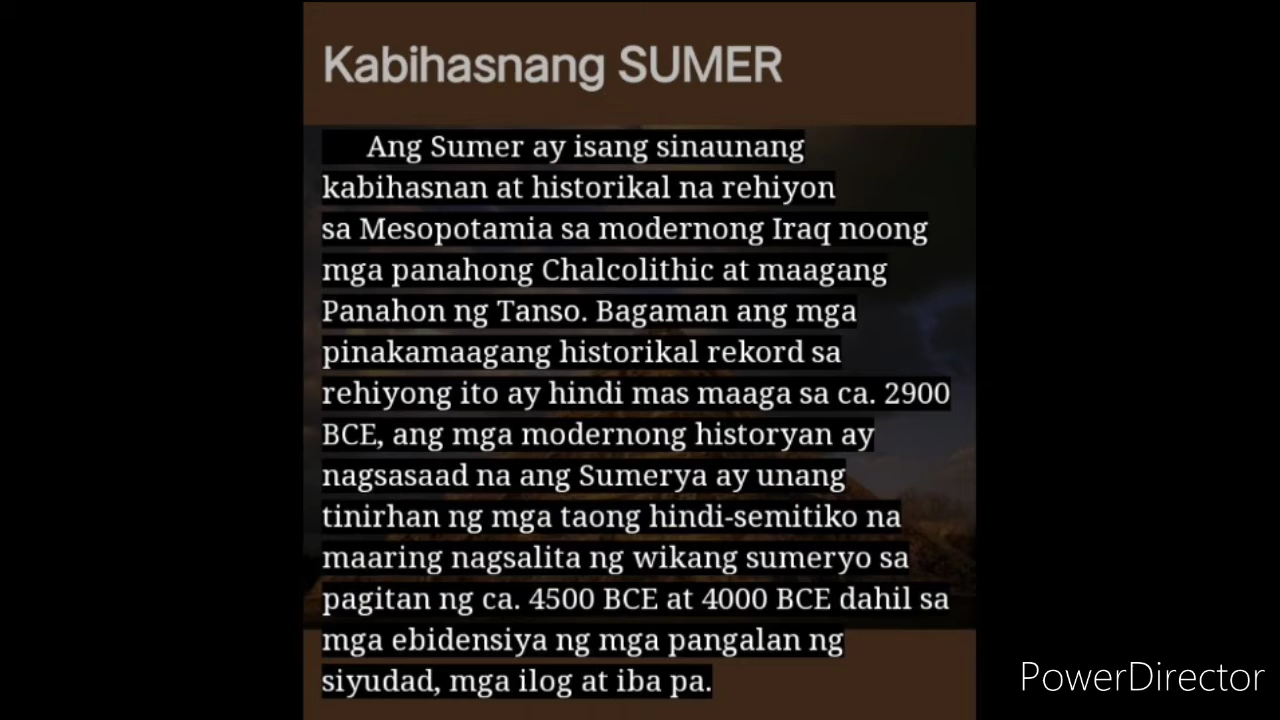 Kabihasnang SUMER
Ang Sumer ay isang sinaunang
kabihasnan at historikal na rehiyon
sa Mesopotamia sa modernong Iraq noong
mga panahong Chalcolithic at maagang
Panahon ng Tanso. Bagaman ang mga
pinakamaagang historikal rekord sa
rehiyong ito ay hindi mas maaga sa ca. 2900
BCE, ang mga modernong historyan ay
nagsasaad na ang Sumerya ay unang
tinirhan ng mga taong hindi-semitiko na
maaring nagsalita ng wikang sumeryo sa
pagitan ng ca. 4500 BCE at 4000 BCE dahil sa
mga ebidensiya ng mga pangalan ng
siyudad, mga ilog at iba pa.
PowerDirector